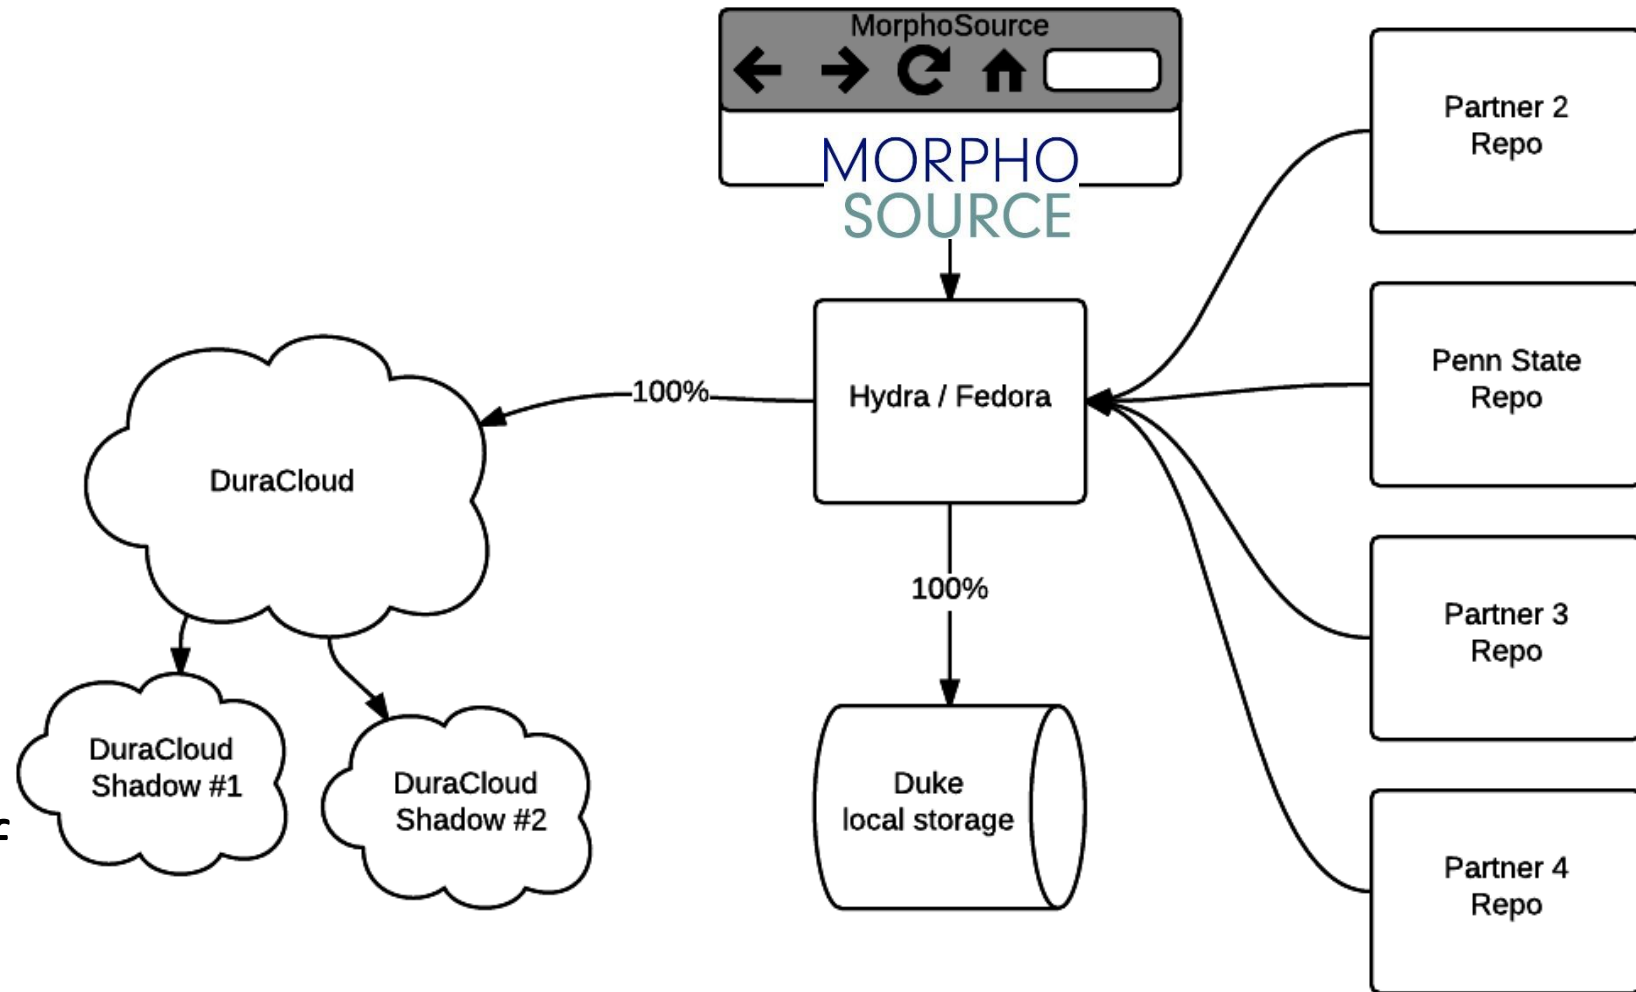 MorphoSource
MORPHO
SOURCE
Partner 2
Repo
Penn State
Repo
Hydra / Fedora
100%
DuraCloud
100%
Partner 3
Repo
DuraCloud
Shadow #1
DuraCloud
Shadow #2
Duke
local storage
Partner 4
Repo